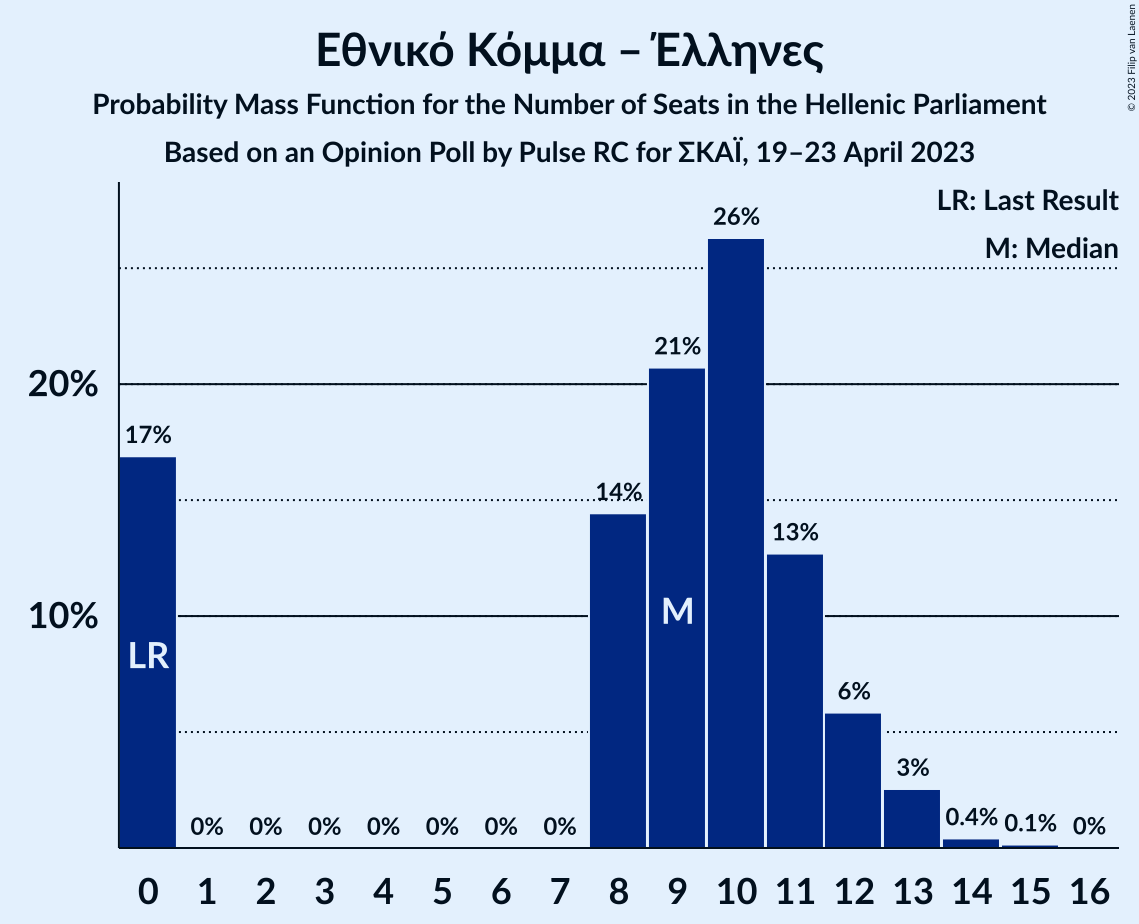 Εθνικό Κόμμα – Έλληνες
Probability Mass Function for the Number of Seats in the Hellenic Parliament
Based on an Opinion Poll by Pulse RC for ΣΚΑΪ, 19–23 April 2023
© 2023 Filip van Laenen
LR: Last Result
M: Median
26%
21%
20%
17%
14%
13%
10%
M
LR
6%
3%
0% 0% 0% 0% 0% 0% 0% 0.4% 0.1% 0%
0 1 2 3 4 5 6 7 8 9 10 11 12 13 14 15 16